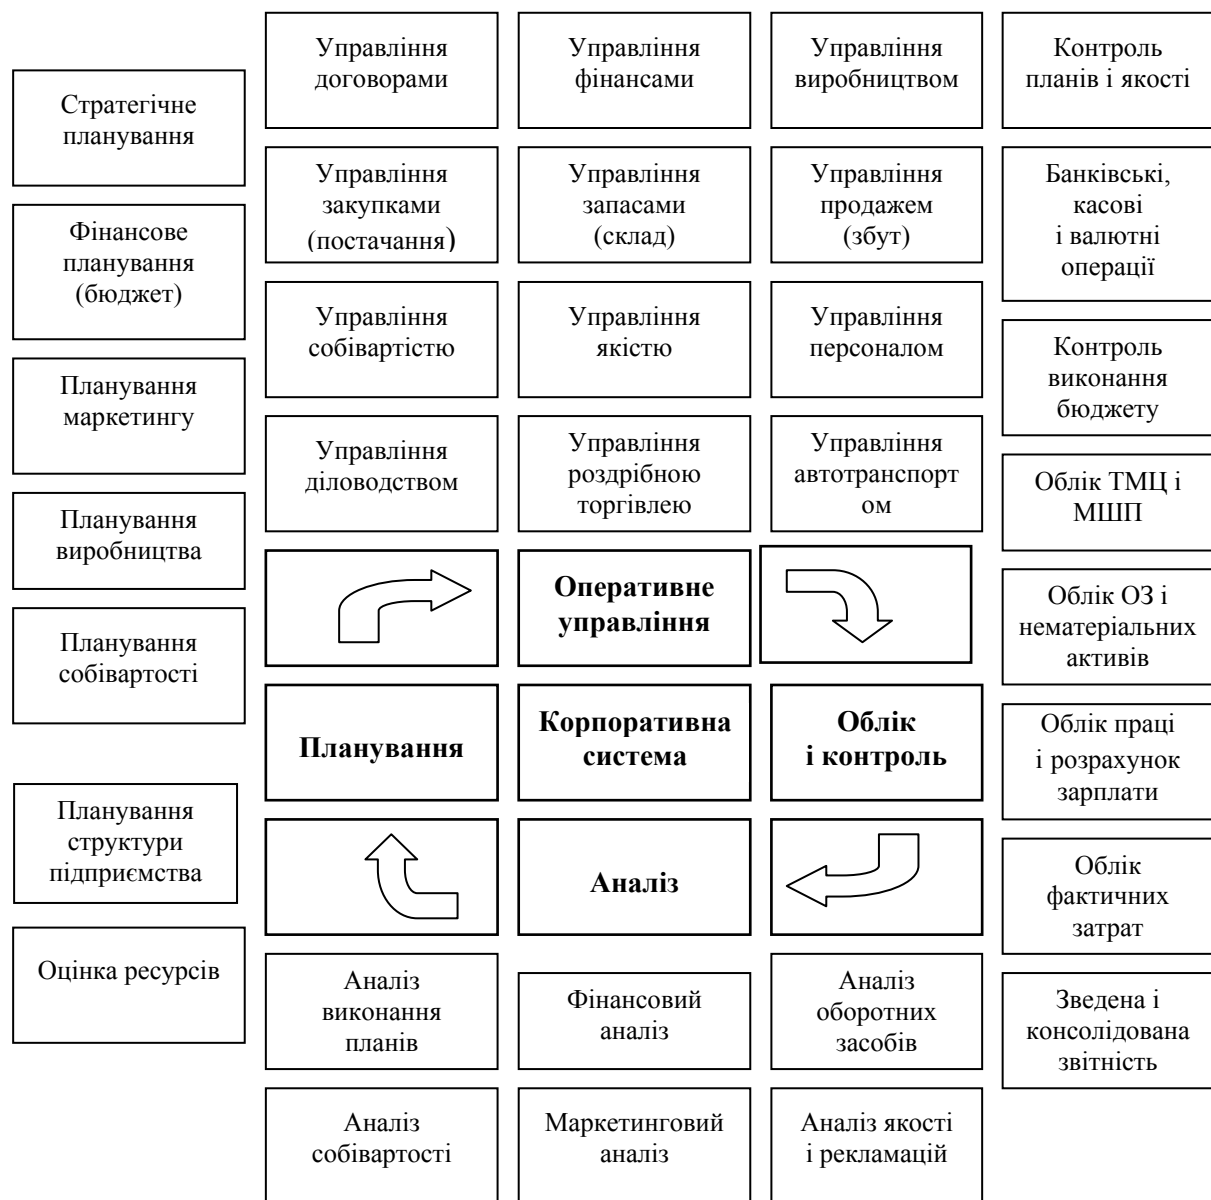 Стратегічне
планування
Фінансове
планування
(бюджет)
Планування
маркетингу
Планування
виробництва
Планування
собівартості
Планування
структури
підприємства
Оцінка ресурсів
Управління
договорами
Управління
фінансами
Управління
виробництвом
Управління
закупками
(постачання)
Управління
запасами
(склад)
Управління
продажем
(збут)
Управління
собівартістю
Управління
якістю
Управління
персоналом
Управління
діловодством
Управління
роздрібною
торгівлею
Управління
автотранспорт
ом
Оперативне
управління
Планування
Корпоративна
система
Облік
і контроль
Аналіз
Аналіз
виконання
планів
Фінансовий
аналіз
Аналіз
оборотних
засобів
Аналіз
собівартості
Маркетинговий
аналіз
Аналіз якості
і рекламацій
Контроль
планів і якості
Банківські,
касові
і валютні
операції
Контроль
виконання
бюджету
Облік ТМЦ і
МШП
Облік ОЗ і
нематеріальних
активів
Облік праці
і розрахунок
зарплати
Облік
фактичних
затрат
Зведена і
консолідована
звітність